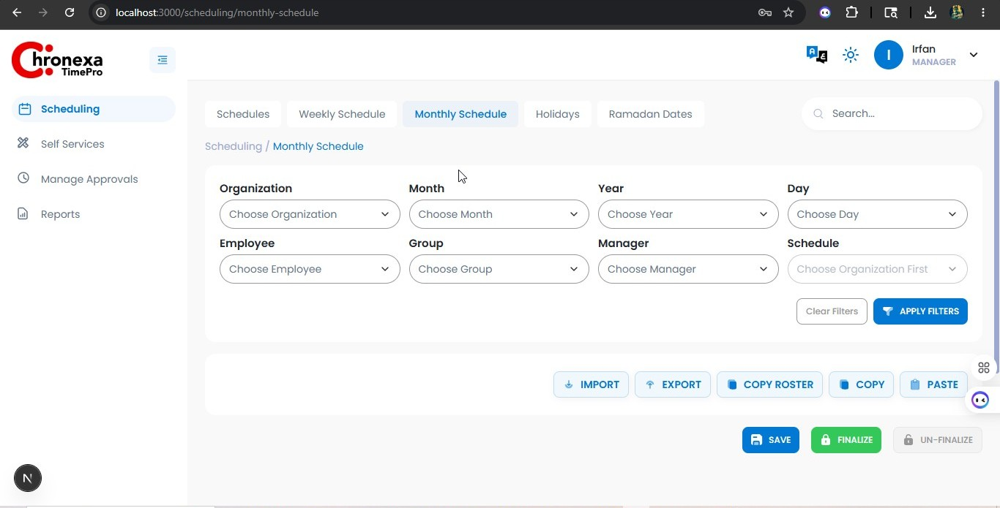 localhost:3000/scheduling/monthly-schedule
Chronexa
TimePro
Irfan
MANAGER
I
Scheduling
Self Services
Manage Approvals
Reports
Schedules
Weekly Schedule
Monthly Schedule
Holidays
Ramadan Dates
Search...
Scheduling / Monthly Schedule
Organization
Month
Year
Day
Choose Organization
Choose Month
Choose Year
Choose Day
Employee
Group
Manager
Schedule
Choose Employee
Choose Group
Choose Manager
Choose Organization First
Clear Filters
APPLY FILTERS
IMPORT
EXPORT
COPY ROSTER
COPY
PASTE
SAVE
FINALIZE
UN-FINALIZE
N